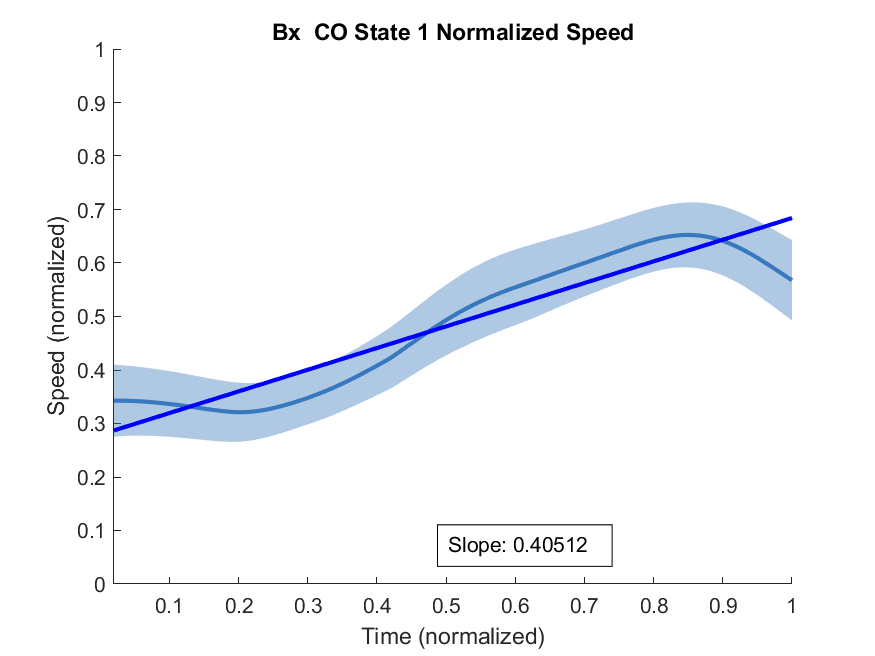 Bx  CO State 1 Normalized Speed
1
0.9
0.8
0.7
0.6
0.5
0.4
0.3
0.2
0.1
0
Speed (normalized)
Slope: 0.40512
0.1 0.2 0.3 0.4 0.5 0.6 0.7 0.8 0.9 1
Time (normalized)